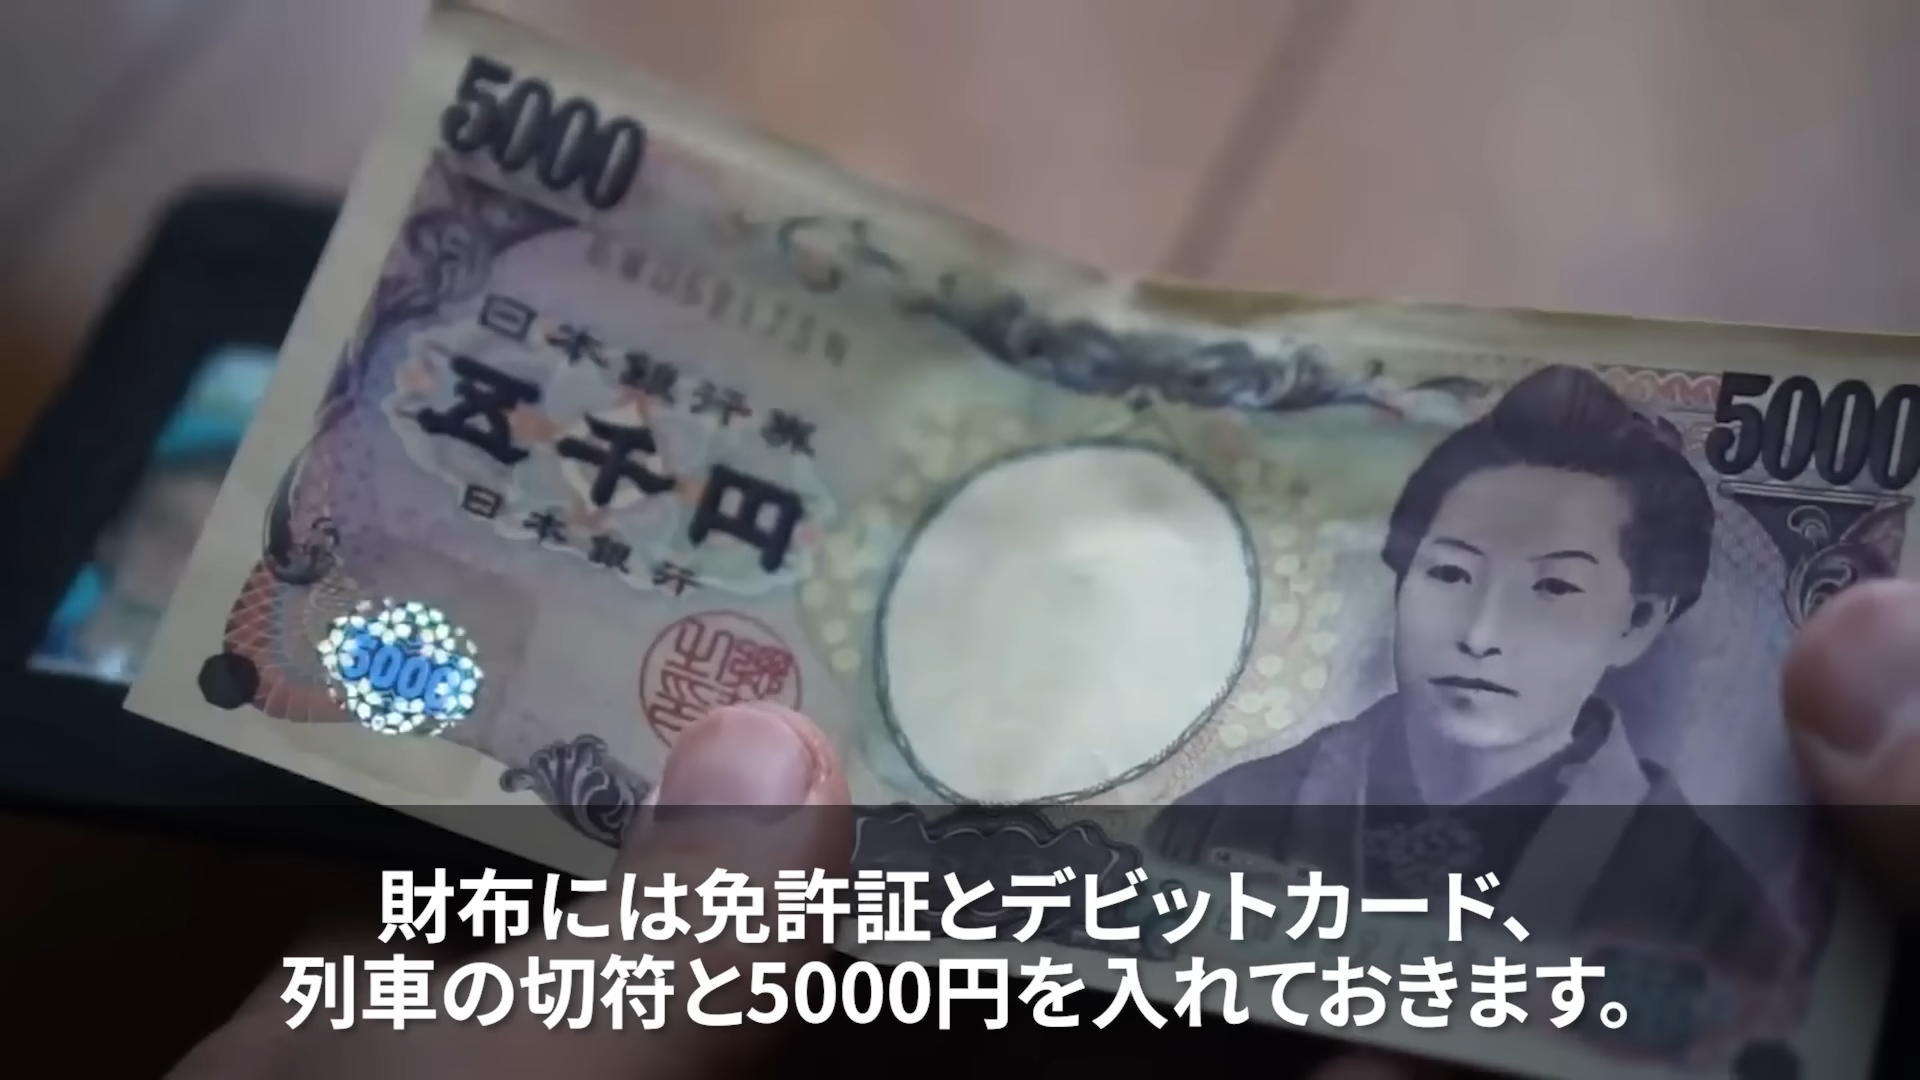 5000
日本銀行券
五千円
日本銀行
5000
5000
財布には免許証とデビットカード、
列車の切符と5000円を入れておきます。